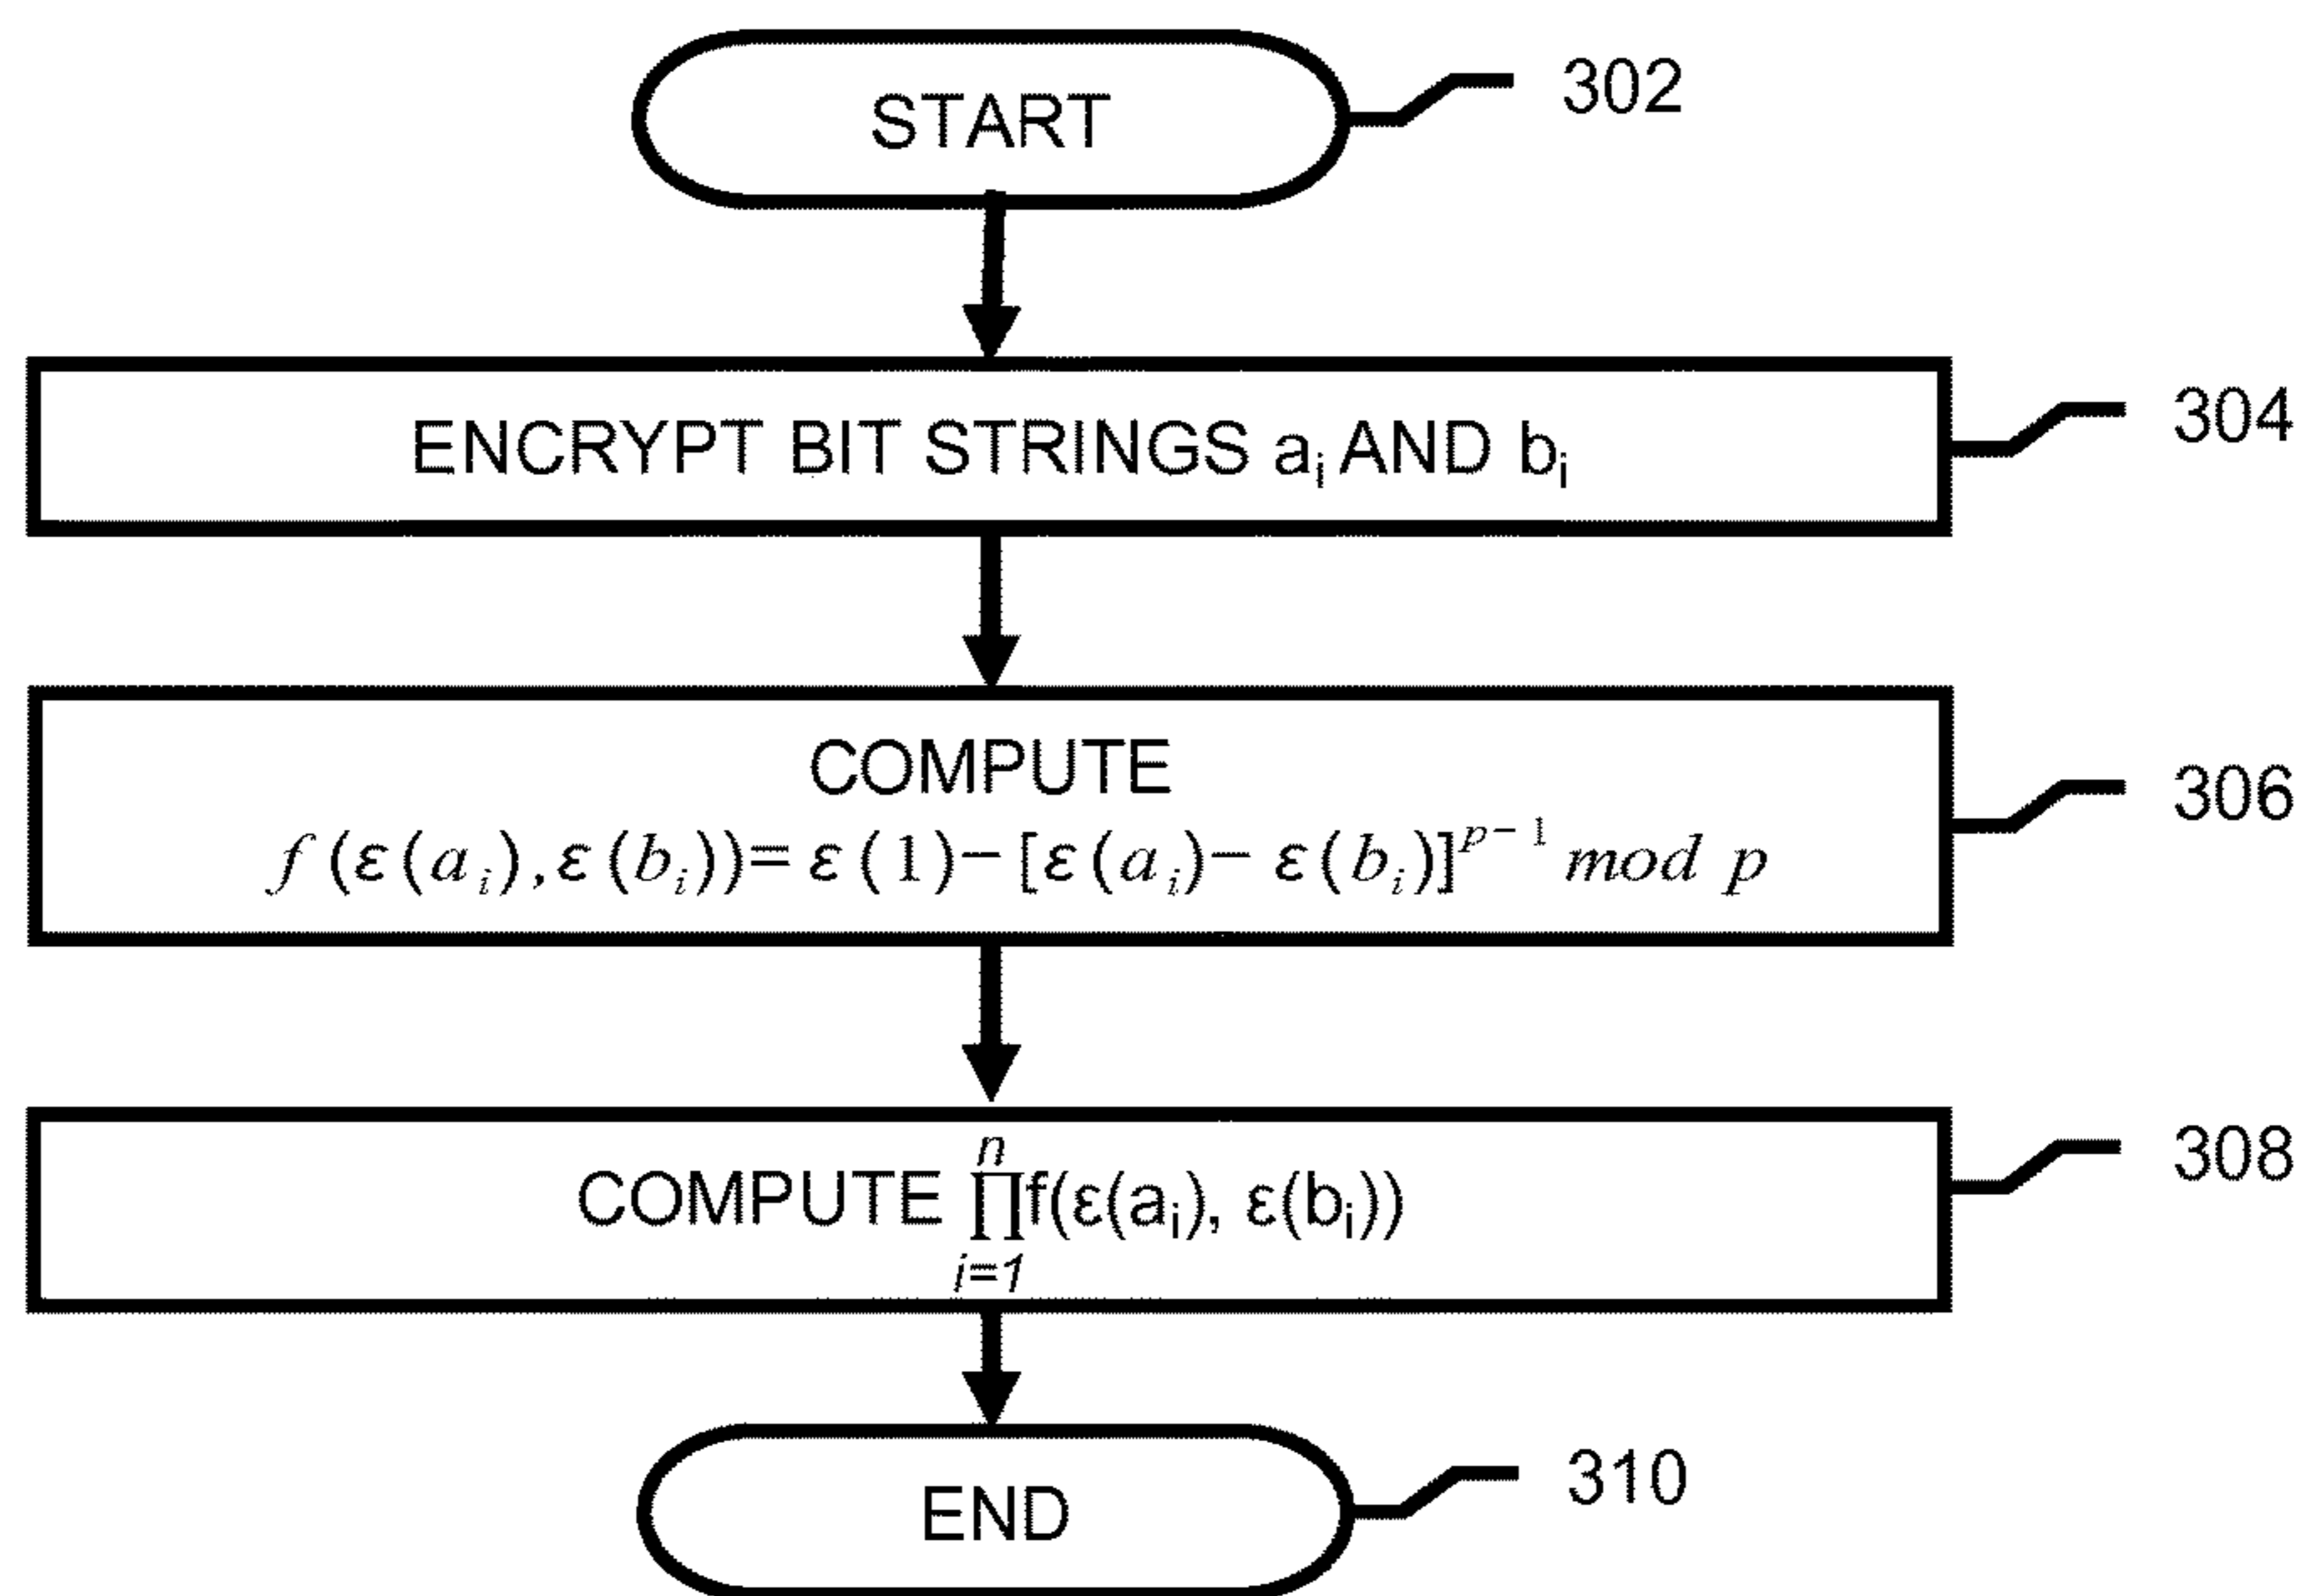 START
302
ENCRYPT BIT STRINGS aᵢ AND bᵢ
304
COMPUTE
f (ε(aᵢ),ε(bᵢ))= ε(1)− [ε(aᵢ)− ε(bᵢ)]ᵖ⁻¹ mod p
306
COMPUTE ∏ⁿᵢ₌₁ f(ε(aᵢ), ε(bᵢ))
308
END
310